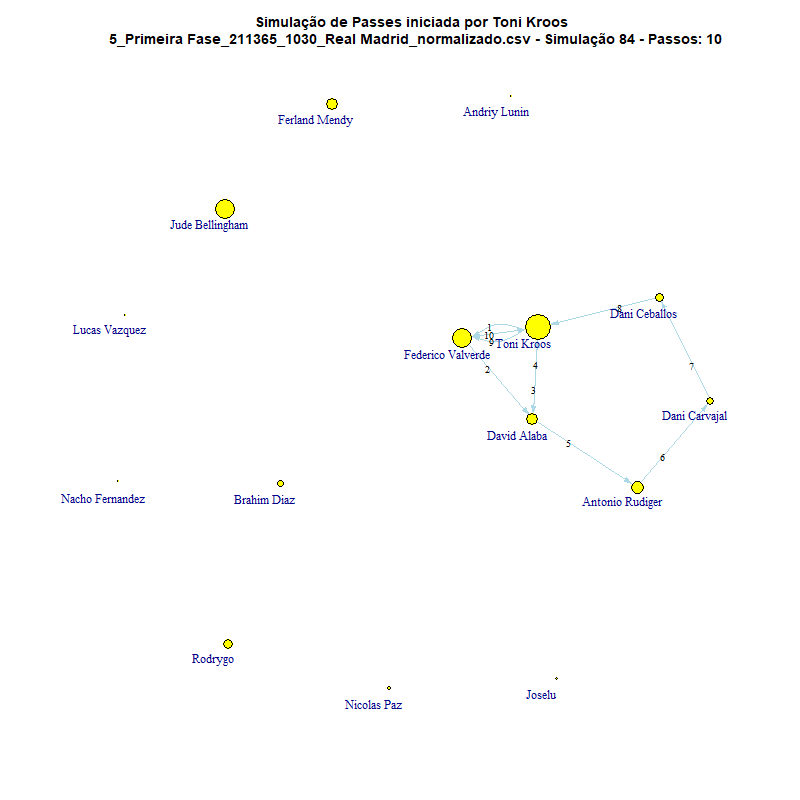 Simulação de Passes iniciada por Toni Kroos
5_Primeira Fase_211365_1030_Real Madrid_normalizado.csv - Simulação 84 - Passos: 10
Andriy Lunin
Ferland Mendy
Jude Bellingham
8
Dani Ceballos
Lucas Vazquez
1
10
9
Toni Kroos
Federico Valverde
4
2
7
3
Dani Carvajal
David Alaba
5
6
Nacho Fernandez
Brahim Diaz
Antonio Rudiger
Rodrygo
Joselu
Nicolas Paz